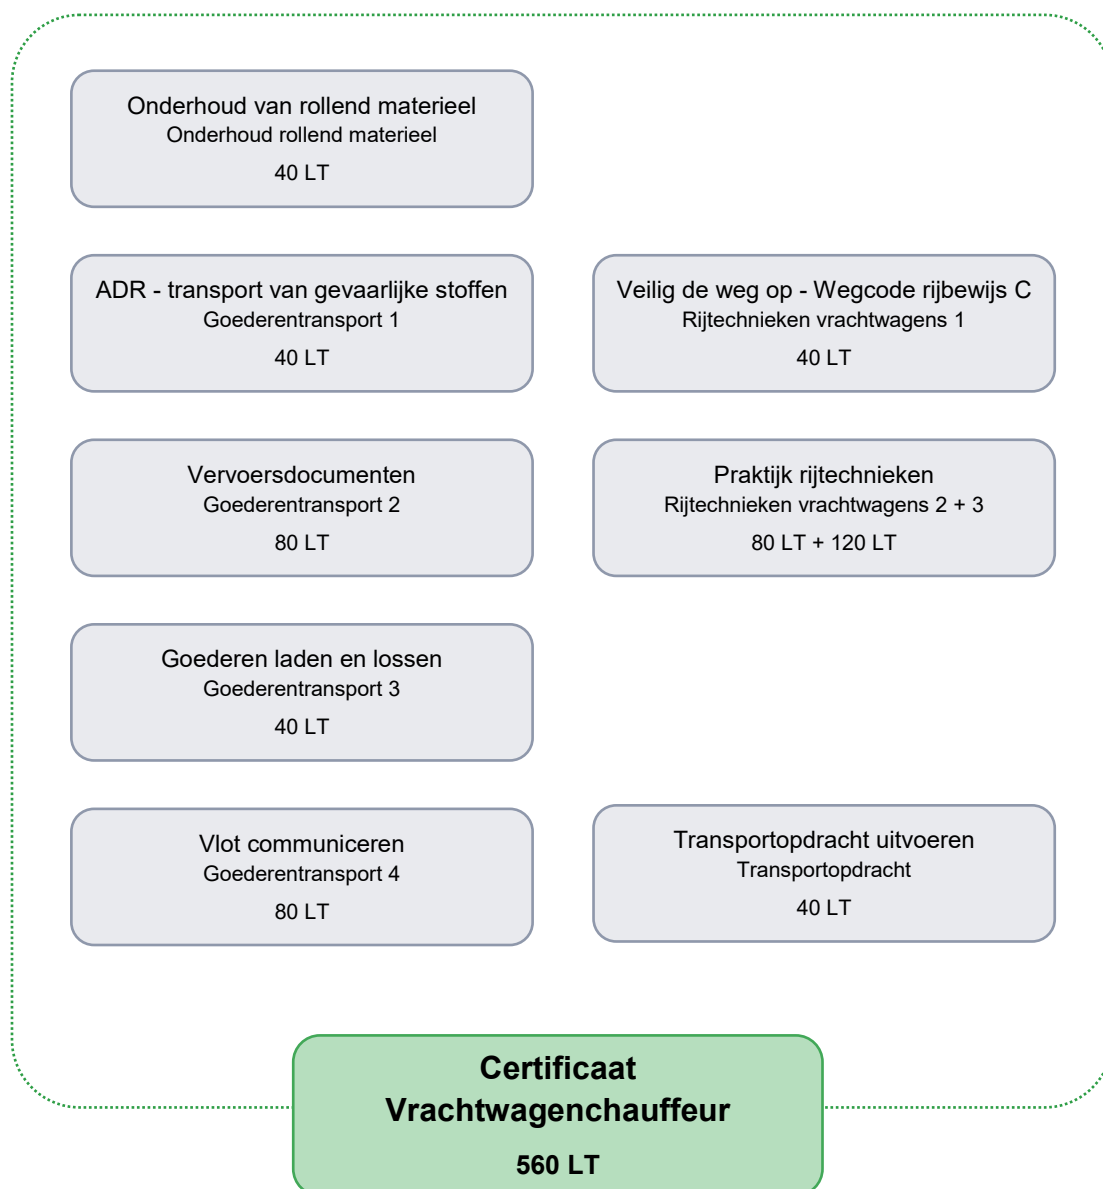 Onderhoud van rollend materieel
Onderhoud rollend materieel
40 LT
ADR - transport van gevaarlijke stoffen
Goederentransport 1
40 LT
Veilig de weg op - Wegcode rijbewijs C
Rijtechnieken vrachtwagens 1
40 LT
Vervoersdocumenten
Goederentransport 2
80 LT
Praktijk rijtechnieken
Rijtechnieken vrachtwagens 2 + 3
80 LT + 120 LT
Goederen laden en lossen
Goederentransport 3
40 LT
Vlot communiceren
Goederentransport 4
80 LT
Transportopdracht uitvoeren
Transportopdracht
40 LT
Certificaat
Vrachtwagenchauffeur
560 LT